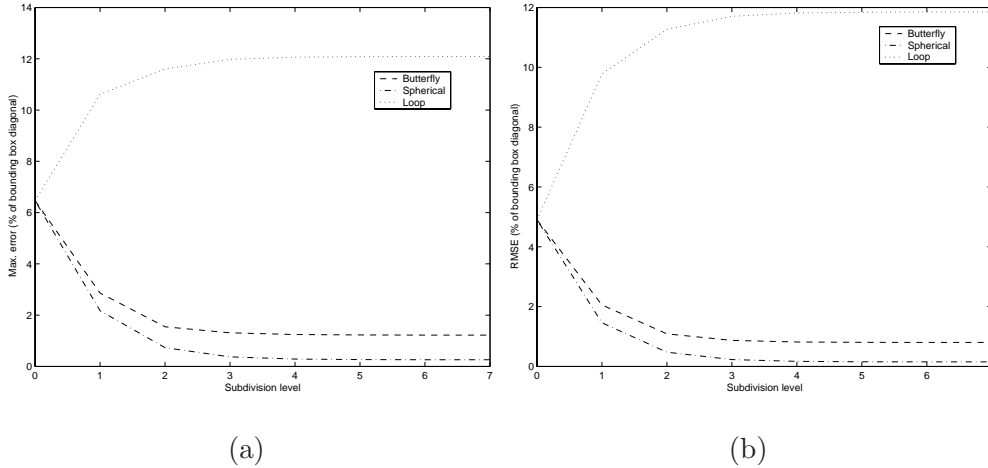 14
12
10
8
6
4
2
0
Max. error (% of bounding box diagonal)
Butterfly
Spherical
Loop
0 1 2 3 4 5 6 7
Subdivision level
(a)
12
10
8
6
4
2
0
RMSE (% of bounding box diagonal)
Butterfly
Spherical
Loop
0 1 2 3 4 5 6 7
Subdivision level
(b)